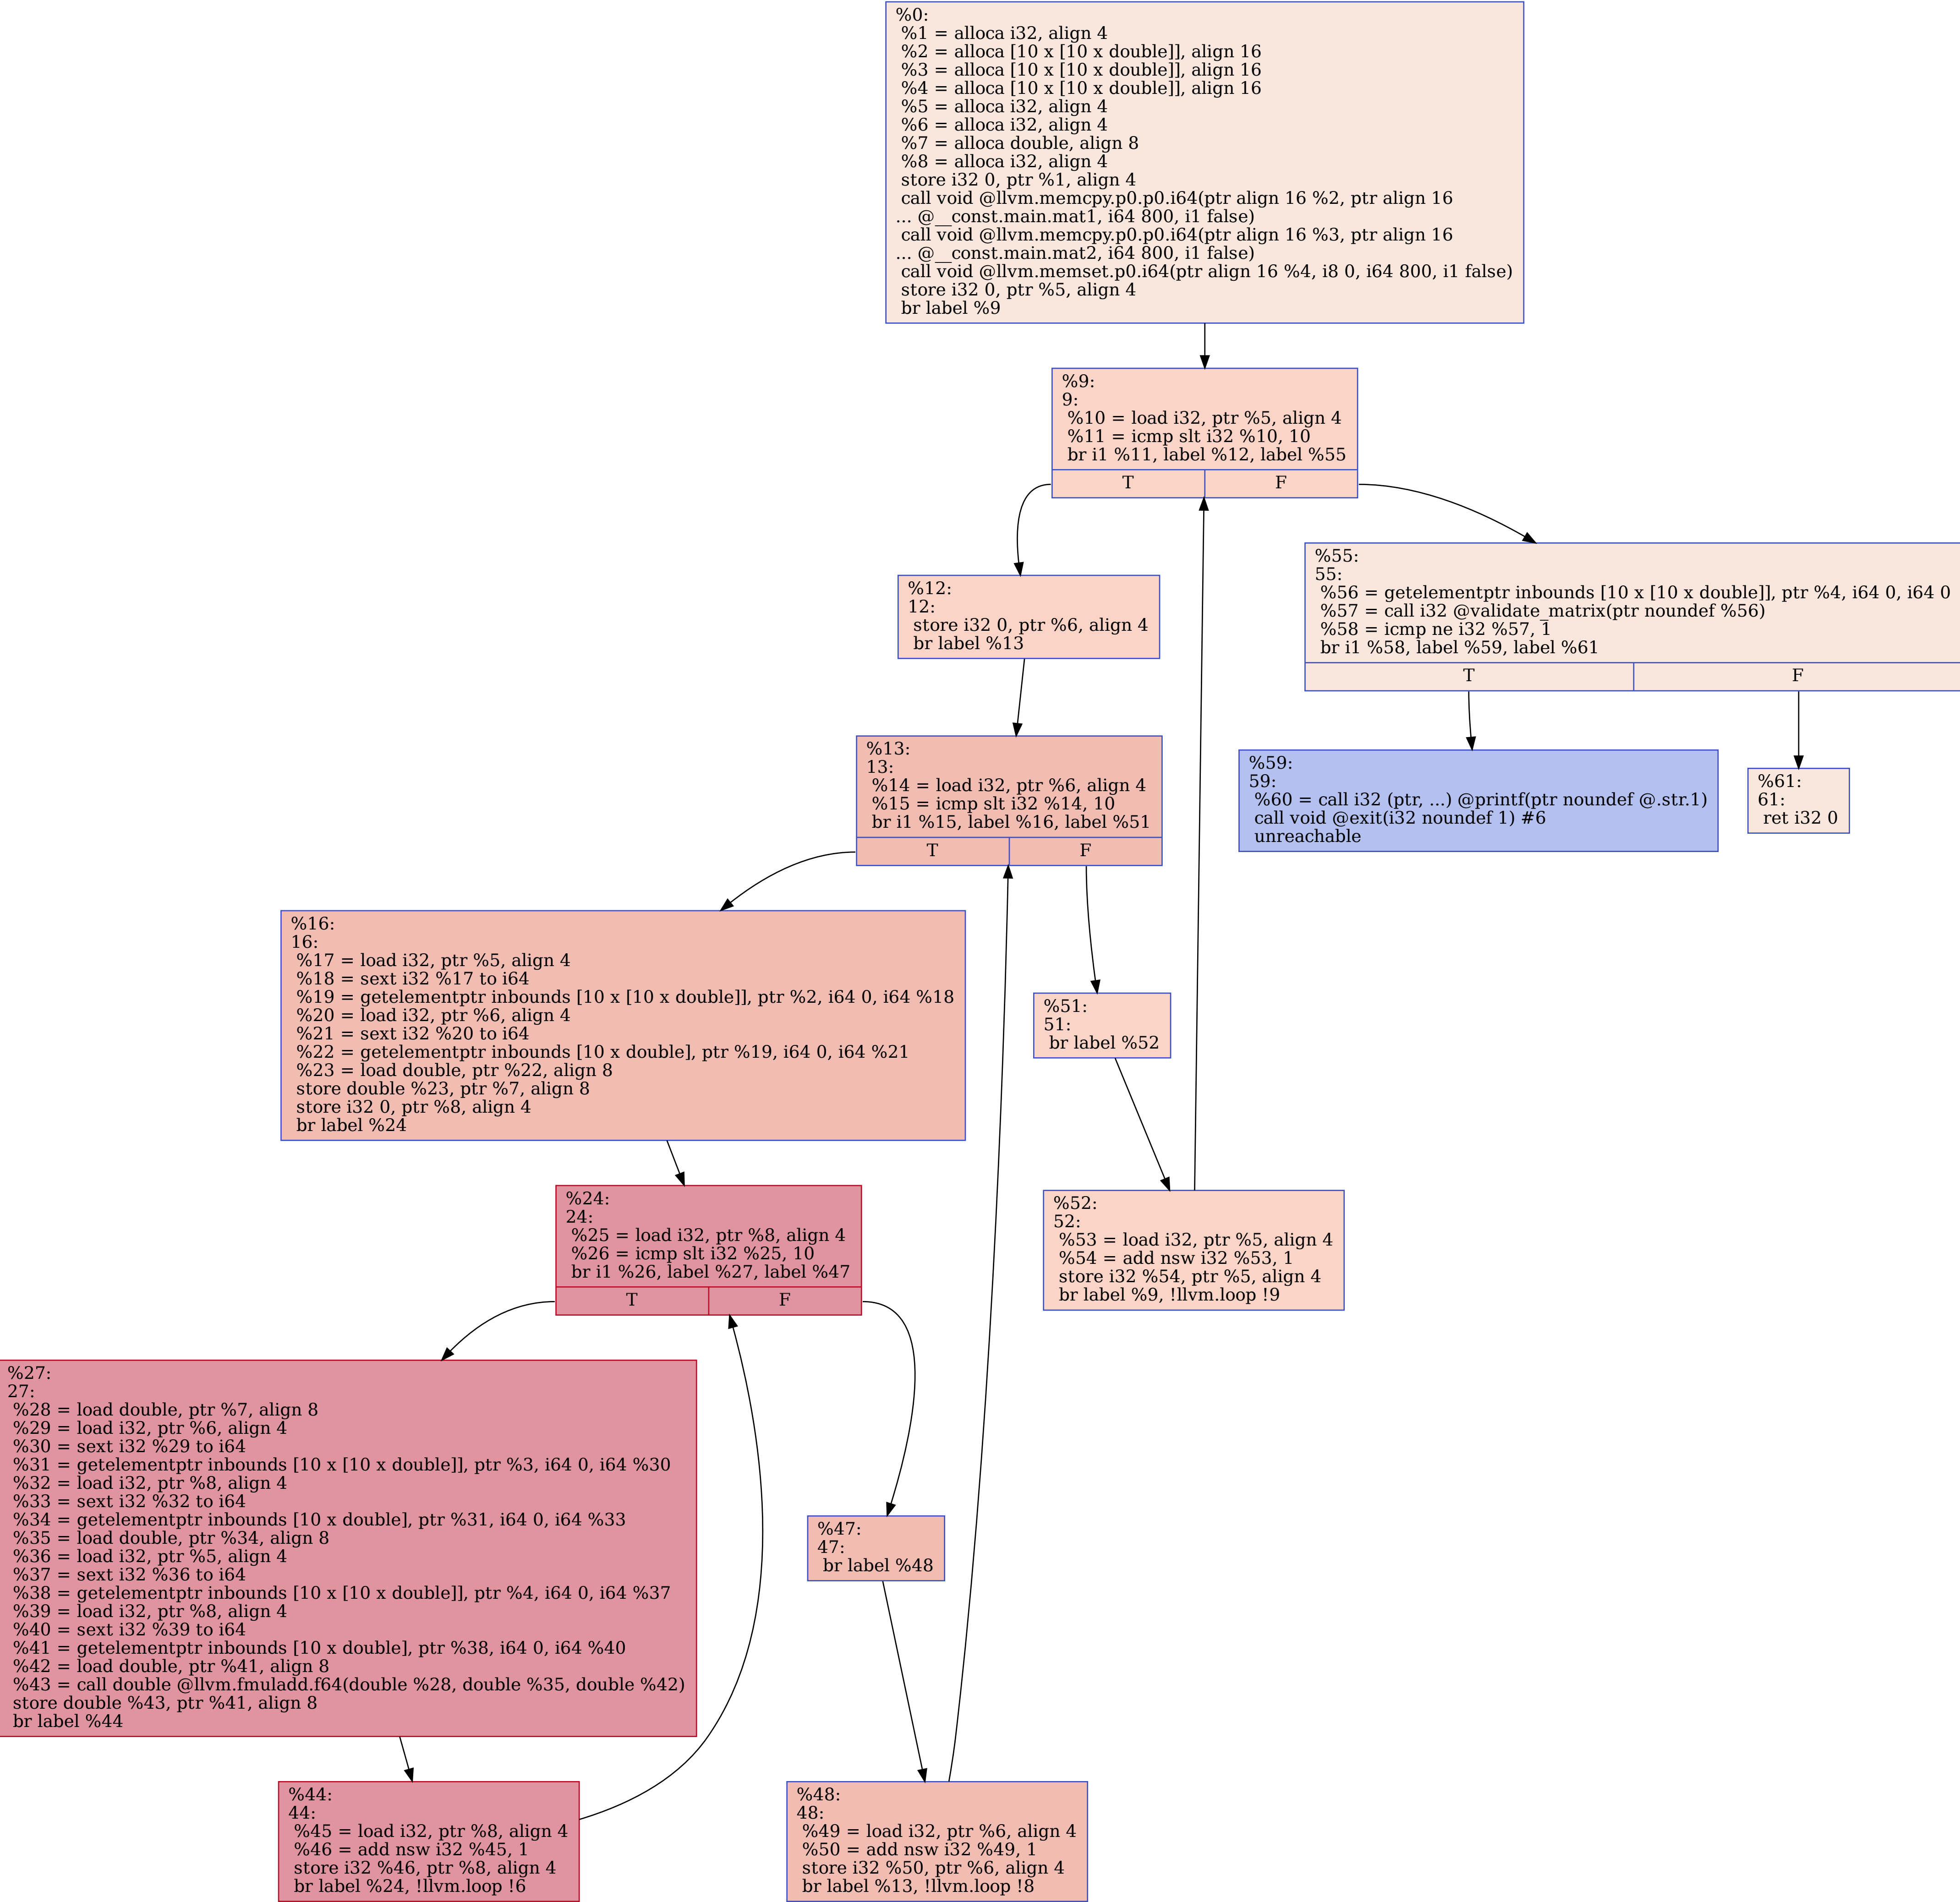 %0:
%1 = alloca i32, align 4
%2 = alloca [10 x [10 x double]], align 16
%3 = alloca [10 x [10 x double]], align 16
%4 = alloca [10 x [10 x double]], align 16
%5 = alloca i32, align 4
%6 = alloca i32, align 4
%7 = alloca double, align 8
%8 = alloca i32, align 4
store i32 0, ptr %1, align 4
call void @llvm.memcpy.p0.p0.i64(ptr align 16 %2, ptr align 16
... @__const.main.mat1, i64 800, i1 false)
call void @llvm.memcpy.p0.p0.i64(ptr align 16 %3, ptr align 16
... @__const.main.mat2, i64 800, i1 false)
call void @llvm.memset.p0.i64(ptr align 16 %4, i8 0, i64 800, i1 false)
store i32 0, ptr %5, align 4
br label %9
%9:
9:
%10 = load i32, ptr %5, align 4
%11 = icmp slt i32 %10, 10
br i1 %11, label %12, label %55
T F
%12:
12:
store i32 0, ptr %6, align 4
br label %13
%55:
55:
%56 = getelementptr inbounds [10 x [10 x double]], ptr %4, i64 0, i64 0
%57 = call i32 @validate_matrix(ptr noundef %56)
%58 = icmp ne i32 %57, 1
br i1 %58, label %59, label %61
T F
%13:
13:
%14 = load i32, ptr %6, align 4
%15 = icmp slt i32 %14, 10
br i1 %15, label %16, label %51
T F
%59:
59:
%60 = call i32 (ptr, ...) @printf(ptr noundef @.str.1)
call void @exit(i32 noundef 1) #6
unreachable
%61:
61:
ret i32 0
%16:
16:
%17 = load i32, ptr %5, align 4
%18 = sext i32 %17 to i64
%19 = getelementptr inbounds [10 x [10 x double]], ptr %2, i64 0, i64 %18
%20 = load i32, ptr %6, align 4
%21 = sext i32 %20 to i64
%22 = getelementptr inbounds [10 x double], ptr %19, i64 0, i64 %21
%23 = load double, ptr %22, align 8
store double %23, ptr %7, align 8
store i32 0, ptr %8, align 4
br label %24
%51:
51:
br label %52
%24:
24:
%25 = load i32, ptr %8, align 4
%26 = icmp slt i32 %25, 10
br i1 %26, label %27, label %47
T F
%52:
52:
%53 = load i32, ptr %5, align 4
%54 = add nsw i32 %53, 1
store i32 %54, ptr %5, align 4
br label %9, !llvm.loop !9
%27:
27:
%28 = load double, ptr %7, align 8
%29 = load i32, ptr %6, align 4
%30 = sext i32 %29 to i64
%31 = getelementptr inbounds [10 x [10 x double]], ptr %3, i64 0, i64 %30
%32 = load i32, ptr %8, align 4
%33 = sext i32 %32 to i64
%34 = getelementptr inbounds [10 x double], ptr %31, i64 0, i64 %33
%35 = load double, ptr %34, align 8
%36 = load i32, ptr %5, align 4
%37 = sext i32 %36 to i64
%38 = getelementptr inbounds [10 x [10 x double]], ptr %4, i64 0, i64 %37
%39 = load i32, ptr %8, align 4
%40 = sext i32 %39 to i64
%41 = getelementptr inbounds [10 x double], ptr %38, i64 0, i64 %40
%42 = load double, ptr %41, align 8
%43 = call double @llvm.fmuladd.f64(double %28, double %35, double %42)
store double %43, ptr %41, align 8
br label %44
%47:
47:
br label %48
%44:
44:
%45 = load i32, ptr %8, align 4
%46 = add nsw i32 %45, 1
store i32 %46, ptr %8, align 4
br label %24, !llvm.loop !6
%48:
48:
%49 = load i32, ptr %6, align 4
%50 = add nsw i32 %49, 1
store i32 %50, ptr %6, align 4
br label %13, !llvm.loop !8